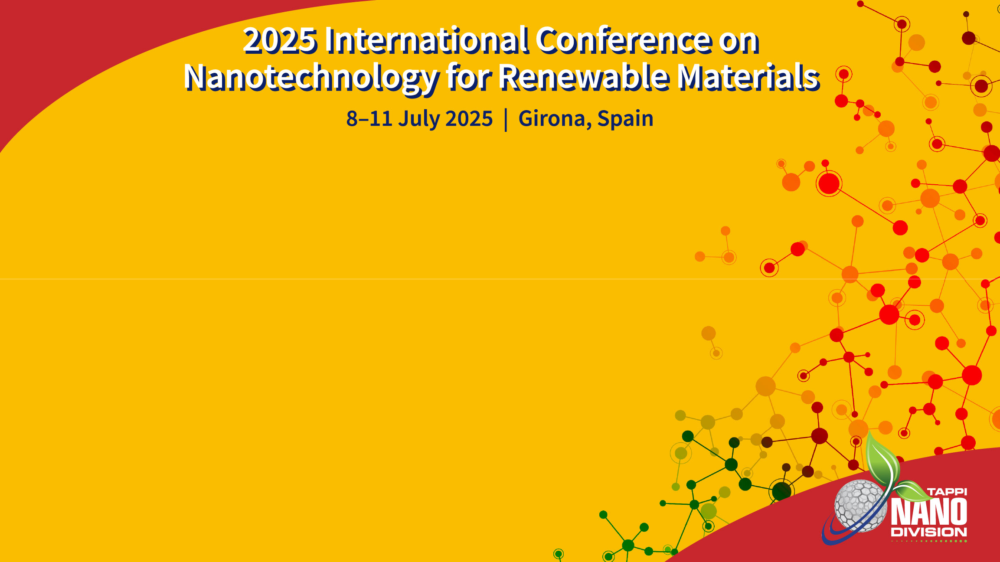 2025 International Conference on
Nanotechnology for Renewable Materials
8–11 July 2025 | Girona, Spain
TAPPI
NANO
DIVISION